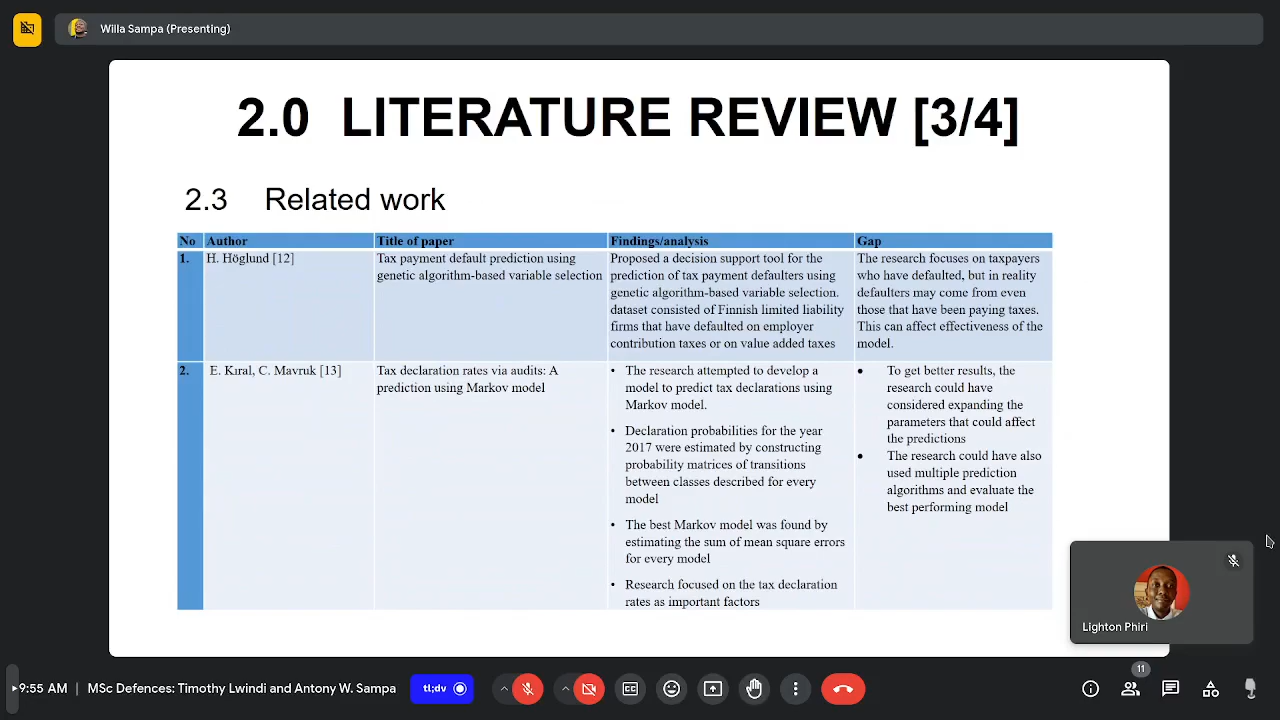 Willa Sampa (Presenting)
2.0 LITERATURE REVIEW [3/4]
2.3 Related work
No Author Title of paper Findings/analysis Gap
1. H. Höglund [12]
Tax payment default prediction using
genetic algorithm-based variable selection
Proposed a decision support tool for the
prediction of tax payment defaulters using
genetic algorithm-based variable selection.
dataset consisted of Finnish limited liability
firms that have defaulted on employer
contribution taxes or on value added taxes
The research focuses on taxpayers
who have defaulted, but in reality
defaulters may come from even
those that have been paying taxes.
This can affect effectiveness of the
model.
2. E. Kıral, C. Mavruk [13]
Tax declaration rates via audits: A
prediction using Markov model
• The research attempted to develop a
model to predict tax declarations using
Markov model.
• Declaration probabilities for the year
2017 were estimated by constructing
probability matrices of transitions
between classes described for every
model
• The best Markov model was found by
estimating the sum of mean square errors
for every model
• Research focused on the tax declaration
rates as important factors
• To get better results, the
research could have
considered expanding the
parameters that could affect
the predictions
• The research could have also
used multiple prediction
algorithms and evaluate the
best performing model
Lighton Phiri
9:55 AM | MSc Defences: Timothy Lwindi and Antony W. Sampa
tl;dv
11